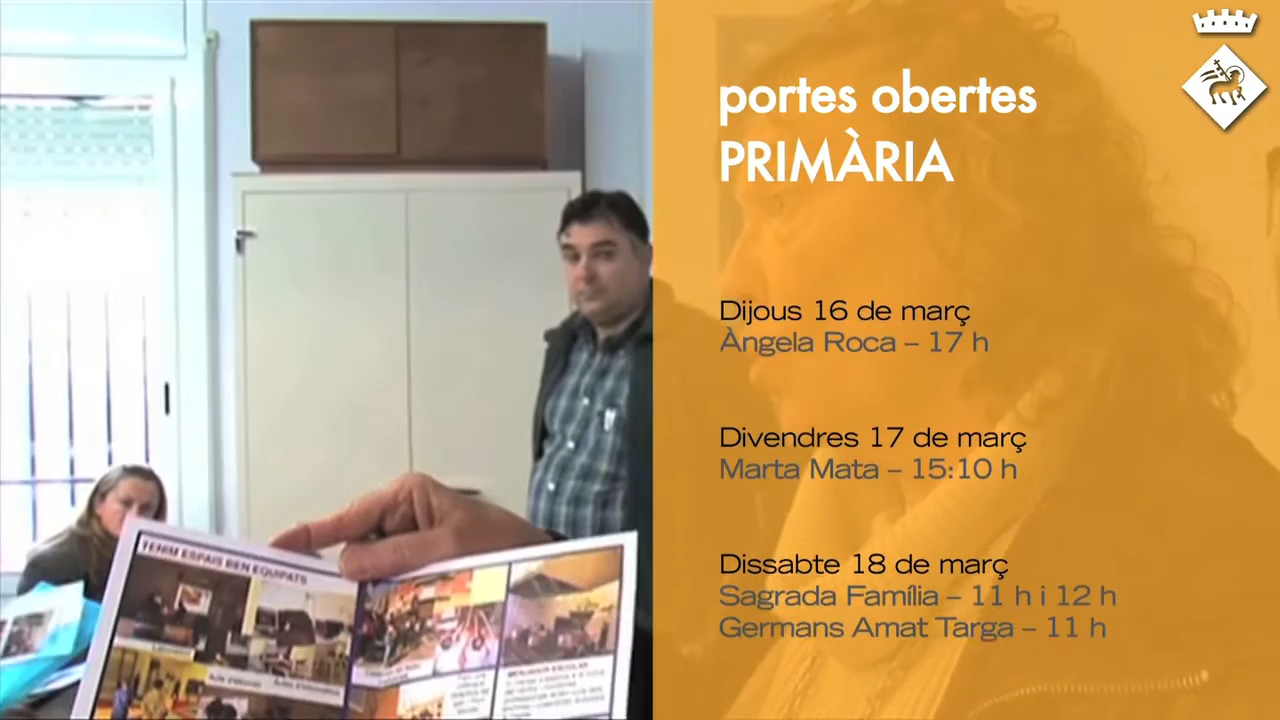 portes obertes
PRIMÀRIA
Dijous 16 de març
Àngela Roca – 17 h
Divendres 17 de març
Marta Mata – 15:10 h
Dissabte 18 de març
Sagrada Família – 11 h i 12 h
Germans Amat Targa – 11 h
TENIM ESPAIS BEN EQUIPATS